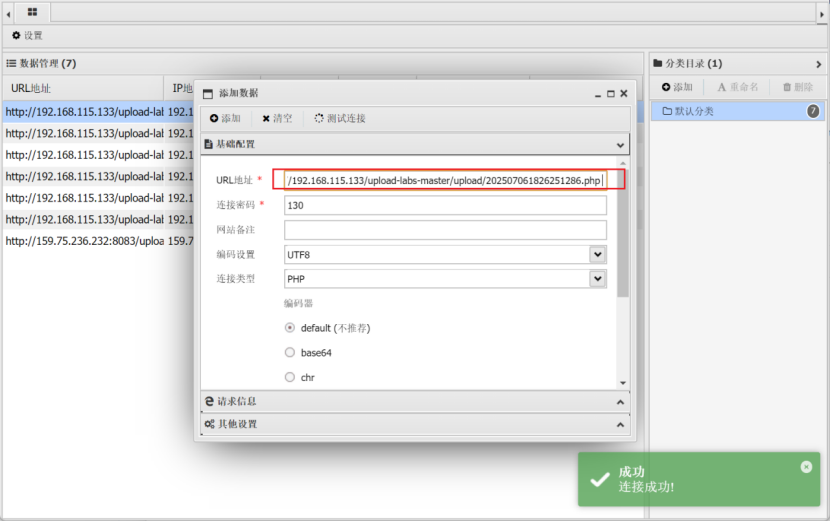 设置
数据管理 (7)
URL地址 IP地
http://192.168.115.133/upload-lab 192.1
http://192.168.115.133/upload-lab 192.1
http://192.168.115.133/upload-lab 192.1
http://192.168.115.133/upload-lab 192.1
http://192.168.115.133/upload-lab 192.1
http://192.168.115.133/upload-lab 192.1
http://159.75.236.232:8083/uploa 159.7
添加数据
添加 清空 测试连接
基础配置
URL地址 * /192.168.115.133/upload-labs-master/upload/202507061826251286.php
连接密码 * 130
网站备注
编码设置 UTF8
连接类型 PHP
编码器
default (不推荐)
base64
chr
请求信息
其他设置
分类目录 (1)
添加 重命名 删除
默认分类 7
成功
连接成功!